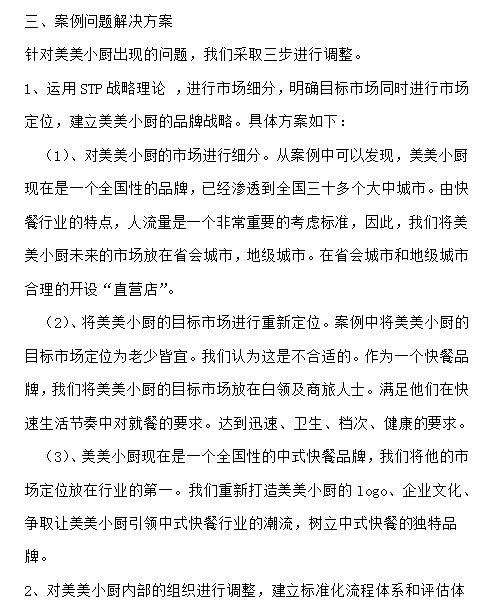 三、案例问题解决方案
针对美美小厨出现的问题，我们采取三步进行调整。
1、运用STP战略理论 ，进行市场细分，明确目标市场同时进行市场
定位，建立美美小厨的品牌战略。具体方案如下：
（1）、对美美小厨的市场进行细分。从案例中可以发现，美美小厨
现在是一个全国性的品牌，已经渗透到全国三十多个大中城市。由快
餐行业的特点，人流量是一个非常重要的考虑标准，因此，我们将美
美小厨未来的市场放在省会城市，地级城市。在省会城市和地级城市
合理的开设“直营店”。
（2）、将美美小厨的目标市场进行重新定位。案例中将美美小厨的
目标市场定位为老少皆宜。我们认为这是不合适的。作为一个快餐品
牌，我们将美美小厨的目标市场放在白领及商旅人士。满足他们在快
速生活节奏中对就餐的要求。达到迅速、卫生、档次、健康的要求。
（3）、美美小厨现在是一个全国性的中式快餐品牌，我们将他的市
场定位放在行业的第一。我们重新打造美美小厨的logo、企业文化、
争取让美美小厨引领中式快餐行业的潮流，树立中式快餐的独特品
牌。
2、对美美小厨内部的组织进行调整，建立标准化流程体系和评估体